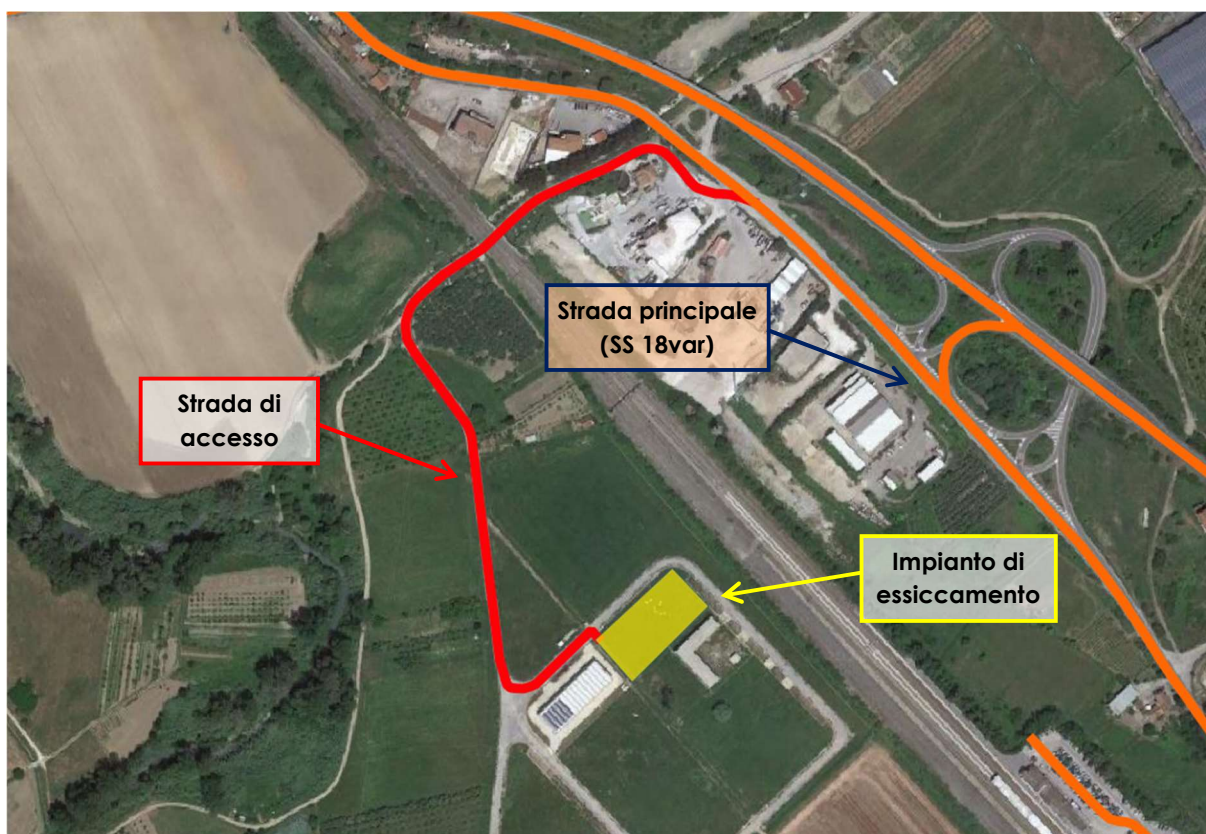 Strada principale
(SS 18var)
Strada di
accesso
Impianto di
essiccamento